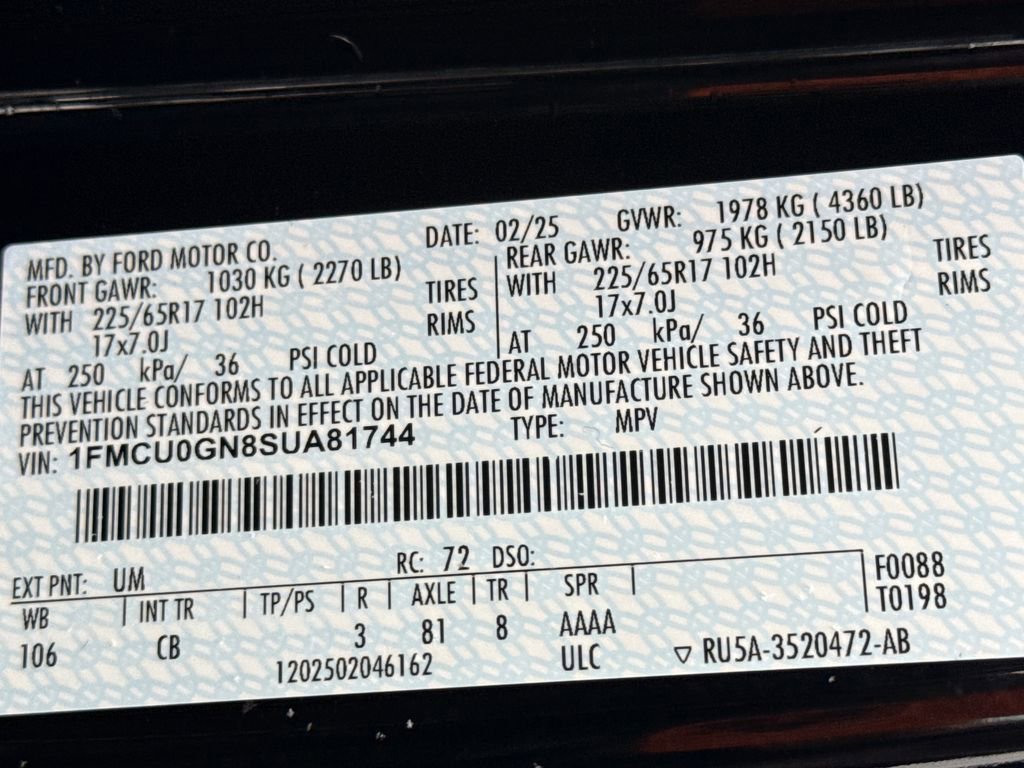 MFD. BY FORD MOTOR CO.
DATE: 02/25 GVWR: 1978 KG ( 4360 LB)
FRONT GAWR: 1030 KG ( 2270 LB)
REAR GAWR: 975 KG ( 2150 LB)
WITH 225/65R17 102H TIRES
WITH 225/65R17 102H TIRES
17x7.0J RIMS
17x7.0J RIMS
AT 250 kPa/ 36 PSI COLD
AT 250 kPa/ 36 PSI COLD
THIS VEHICLE CONFORMS TO ALL APPLICABLE FEDERAL MOTOR VEHICLE SAFETY AND THEFT
PREVENTION STANDARDS IN EFFECT ON THE DATE OF MANUFACTURE SHOWN ABOVE.
VIN: 1FMCU0GN8SUA81744 TYPE: MPV
EXT PNT: UM RC: 72 DSO:
WB INT TR TP/PS R AXLE TR SPR F0088
106 CB 3 81 8 AAAA T0198
1202502046162 ULC ▽ RU5A-3520472-AB